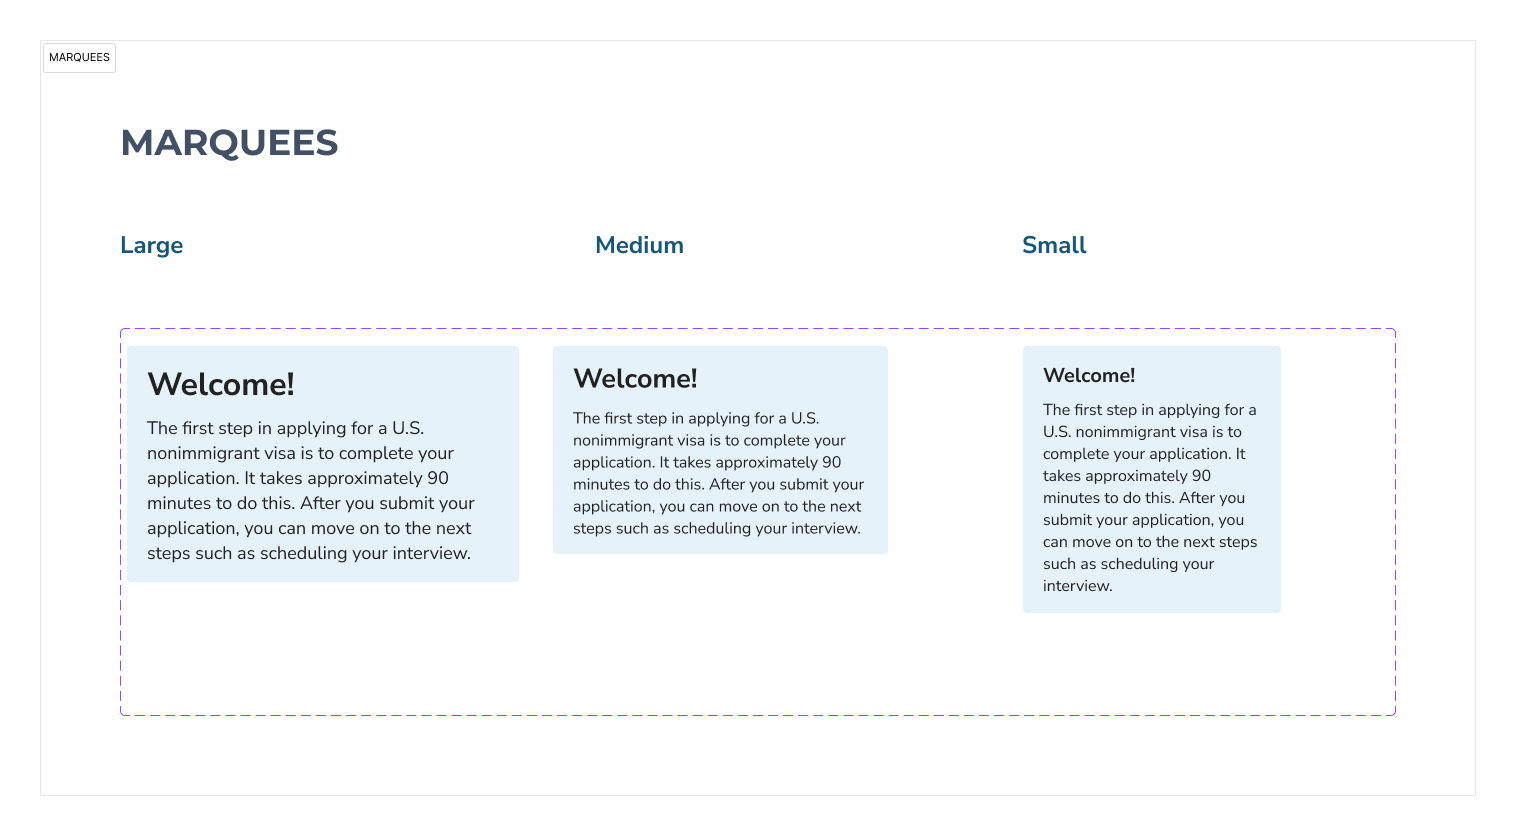 MARQUEES
MARQUEES
Large
Medium
Small
Welcome!
The first step in applying for a U.S.
nonimmigrant visa is to complete your
application. It takes approximately 90
minutes to do this. After you submit your
application, you can move on to the next
steps such as scheduling your interview.
Welcome!
The first step in applying for a U.S.
nonimmigrant visa is to complete your
application. It takes approximately 90
minutes to do this. After you submit your
application, you can move on to the next
steps such as scheduling your interview.
Welcome!
The first step in applying for a
U.S. nonimmigrant visa is to
complete your application. It
takes approximately 90
minutes to do this. After you
submit your application, you
can move on to the next steps
such as scheduling your
interview.